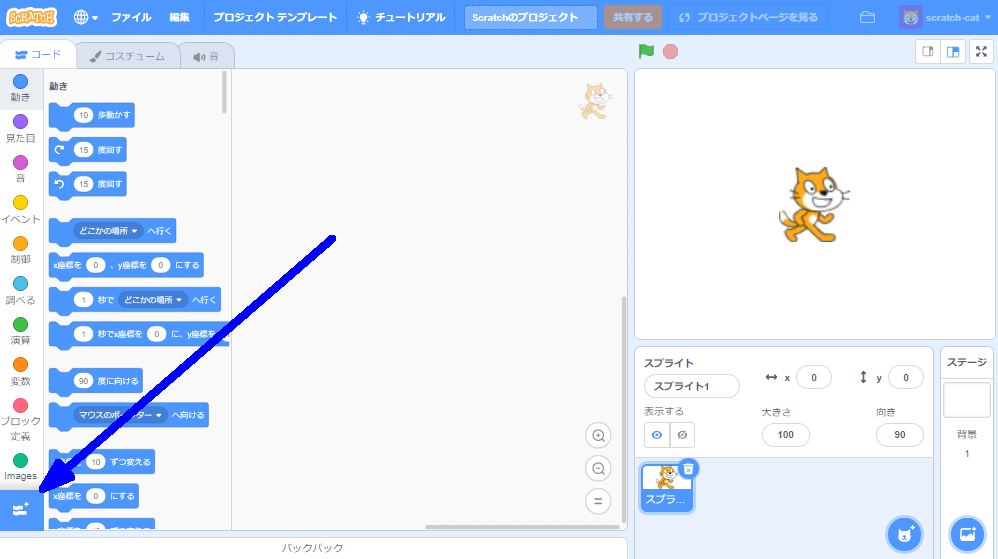 SCRATCH
ファイル
編集
プロジェクト テンプレート
チュートリアル
Scratchのプロジェクト
共有する
プロジェクトページを見る
scratch-cat
コード
コスチューム
音
動き
見た目
音
イベント
制御
調べる
演算
変数
ブロック
定義
Images
動き
10 歩動かす
15 度回す
15 度回す
どこかの場所 へ行く
x座標を 0 、y座標を 0 にする
1 秒で どこかの場所 へ行く
1 秒でx座標を 0 に、y座標を
90 度に向ける
マウスのポインター へ向ける
10 ずつ変える
x座標を 0 にする
バックパック
スプライト
スプライト1
x 0
y 0
表示する
大きさ
100
向き
90
スプラ...
ステージ
背景
1